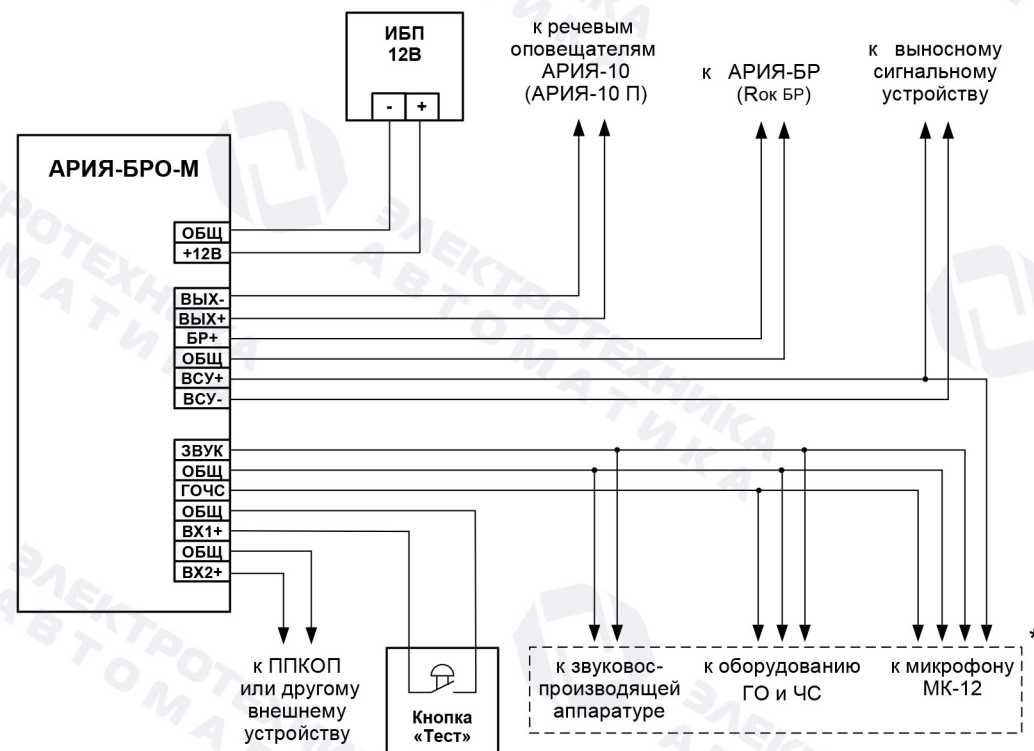 ИБП
12В
- +
к речевым
оповещателям
АРИЯ-10
(АРИЯ-10 П)
к АРИЯ-БР
(Rок БР)
к выносному
сигнальному
устройству
АРИЯ-БРО-М
ОБЩ
+12В
ВЫХ-
ВЫХ+
БР+
ОБЩ
ВСУ+
ВСУ-
ЗВУК
ОБЩ
ГОЧС
ОБЩ
ВХ1+
ОБЩ
ВХ2+
к ППКОП
или другому
внешнему
устройству
Кнопка
«Тест»
к звуковос-
производящей
аппаратуре
к оборудованию
ГО и ЧС
к микрофону
МК-12
*
ЭЛЕКТРОТЕХНИКА
АВТОМАТИКА